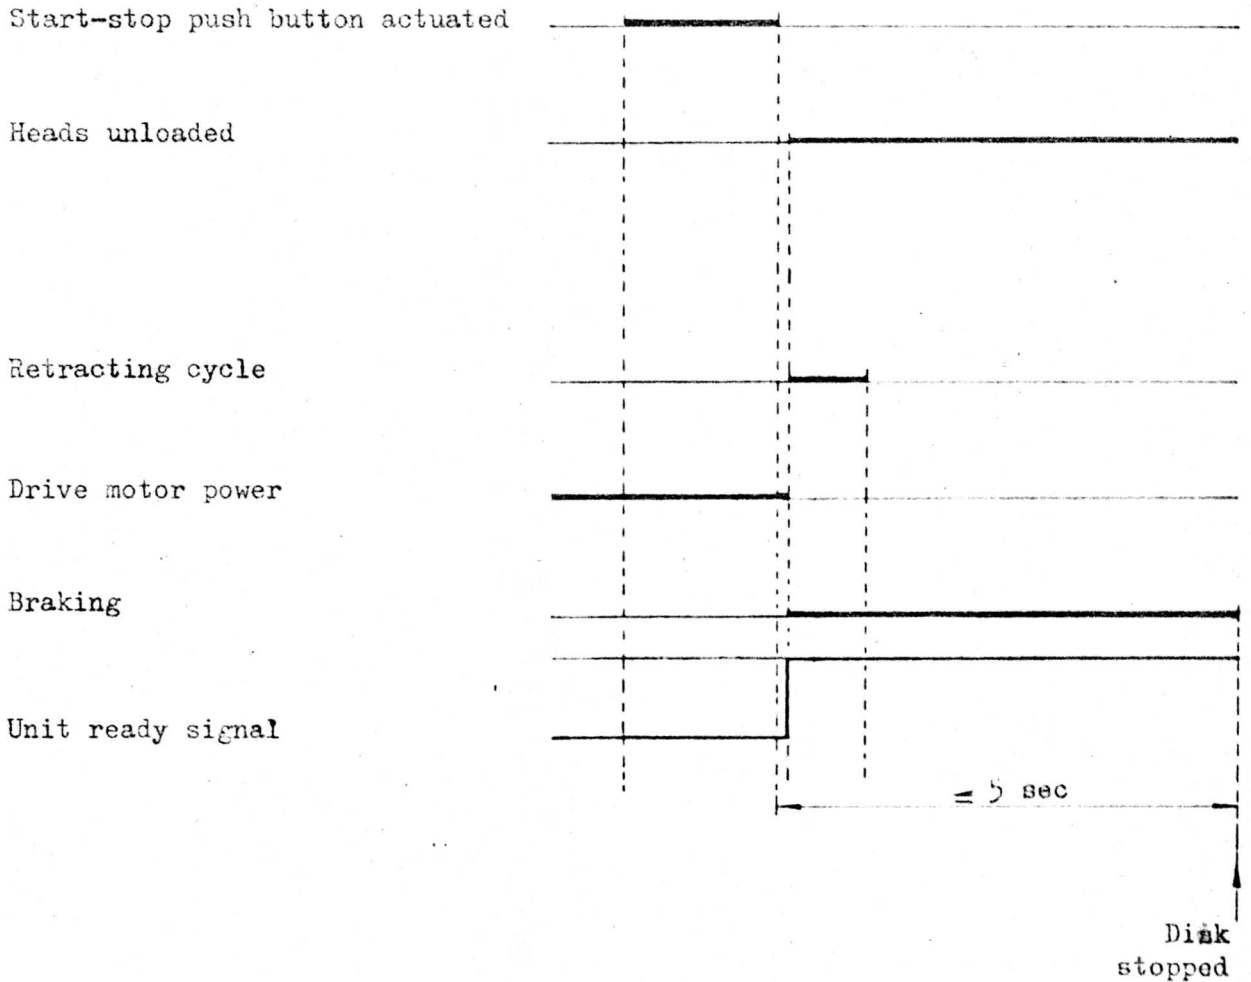 Start-stop push button actuated
Heads unloaded
Retracting cycle
Drive motor power
Braking
Unit ready signal
= 5 sec
Disk
stopped